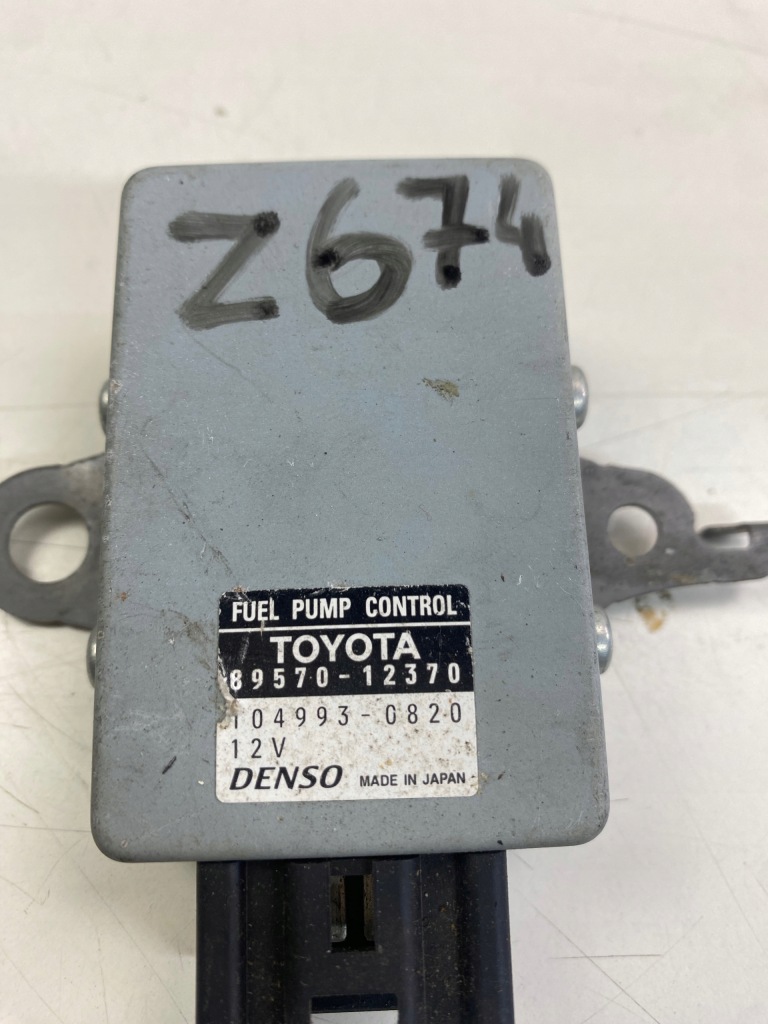 Z674
FUEL PUMP CONTROL
TOYOTA
89570-12370
104993-0820
12V
DENSO MADE IN JAPAN